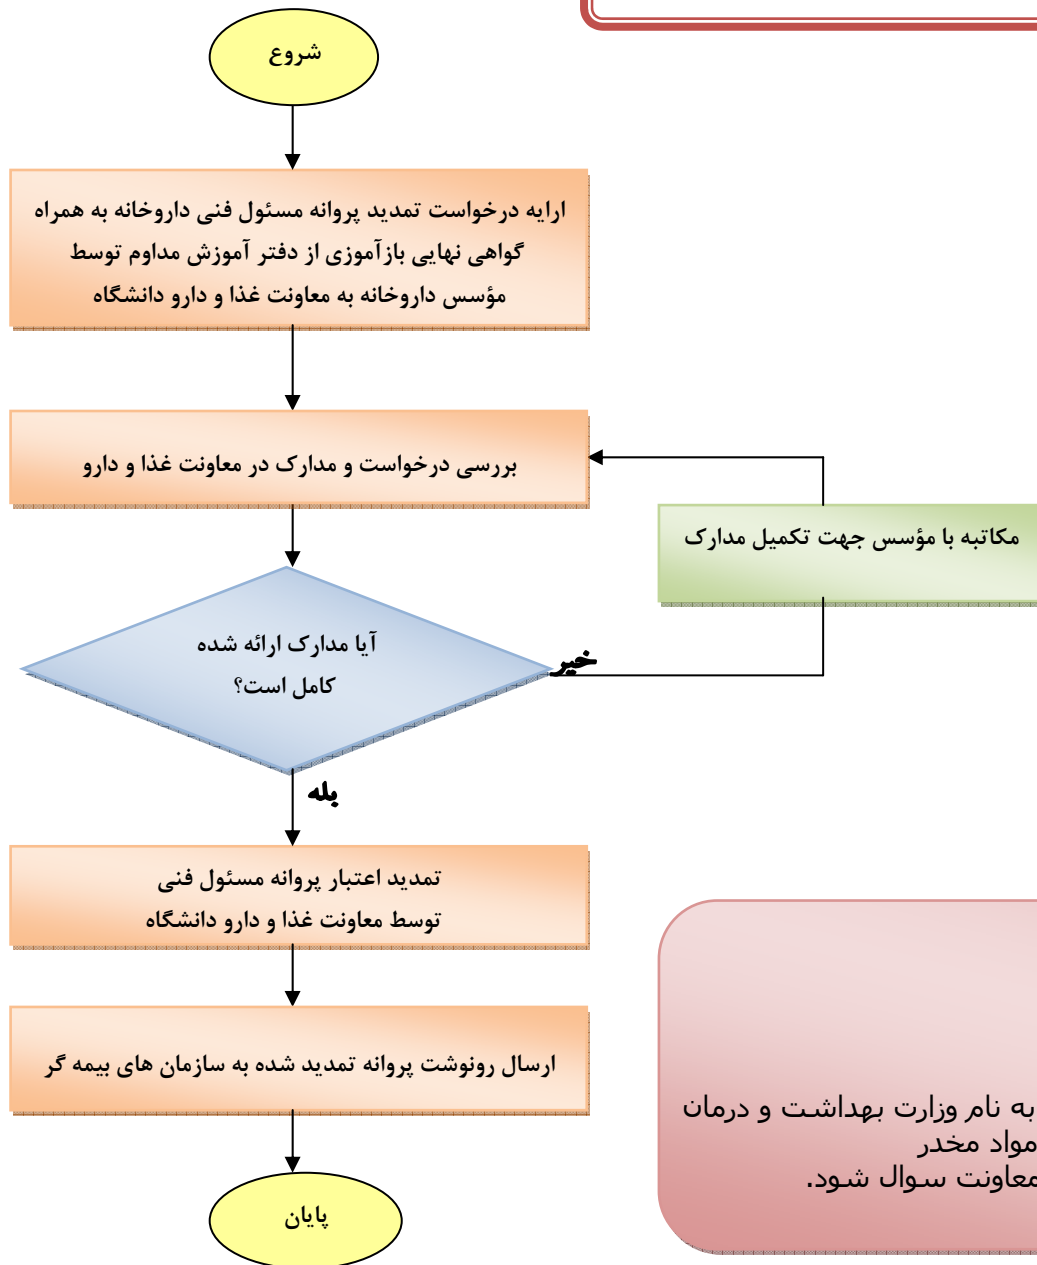 شروع
ارایه درخواست تمدید پروانه مسئول فنی داروخانه به همراه
گواهی نهایی بازآموزی از دفتر آموزش مداوم توسط
مؤسس داروخانه به معاونت غذا و دارو دانشگاه
بررسی درخواست و مدارک در معاونت غذا و دارو
مکاتبه با مؤسس جهت تکمیل مدارک
آیا مدارک ارائه شده
کامل است؟
خیر
بله
تمدید اعتبار پروانه مسئول فنی
توسط معاونت غذا و دارو دانشگاه
ارسال رونوشت پروانه تمدید شده به سازمان های بیمه گر
پایان
به نام وزارت بهداشت و درمان
مواد مخدر
معاونت سوال شود.